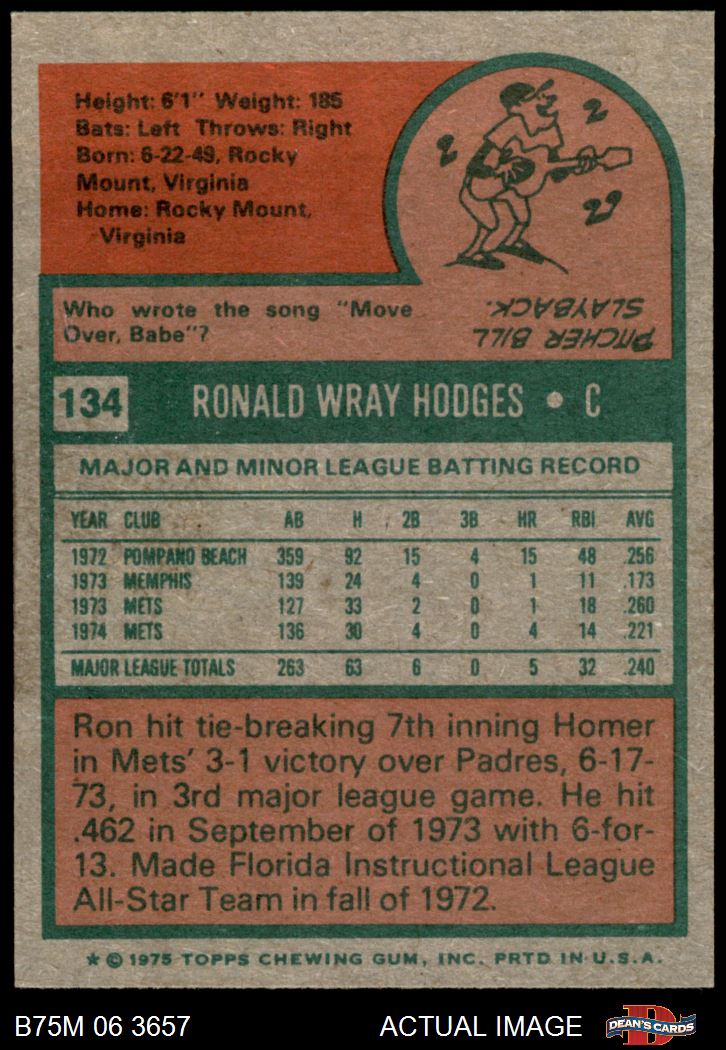 Height: 6'1" Weight: 185
Bats: Left Throws: Right
Born: 6-22-49, Rocky
Mount, Virginia
Home: Rocky Mount,
Virginia
Who wrote the song "Move
Over, Babe"?
PITCHER BILL
SLAYBACK.
134 RONALD WRAY HODGES • C
MAJOR AND MINOR LEAGUE BATTING RECORD
YEAR CLUB AB H 2B 3B HR RBI AVG
1972 POMPANO BEACH 359 92 15 4 15 48 .256
1973 MEMPHIS 139 24 4 0 1 11 .173
1973 METS 127 33 2 0 1 18 .260
1974 METS 136 30 4 0 4 14 .221
MAJOR LEAGUE TOTALS 263 63 6 0 5 32 .240
Ron hit tie-breaking 7th inning Homer
in Mets' 3-1 victory over Padres, 6-17-
73, in 3rd major league game. He hit
.462 in September of 1973 with 6-for-
13. Made Florida Instructional League
All-Star Team in fall of 1972.
★ © 1975 TOPPS CHEWING GUM, INC. PRTD IN U.S.A.
B75M 06 3657 ACTUAL IMAGE D DEAN'S CARDS